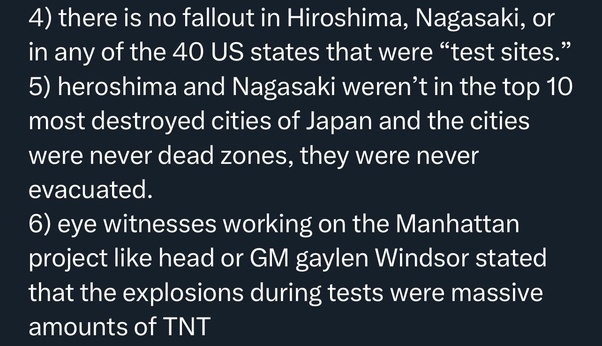 4) there is no fallout in Hiroshima, Nagasaki, or
in any of the 40 US states that were “test sites.”
5) heroshima and Nagasaki weren’t in the top 10
most destroyed cities of Japan and the cities
were never dead zones, they were never
evacuated.
6) eye witnesses working on the Manhattan
project like head or GM gaylen Windsor stated
that the explosions during tests were massive
amounts of TNT